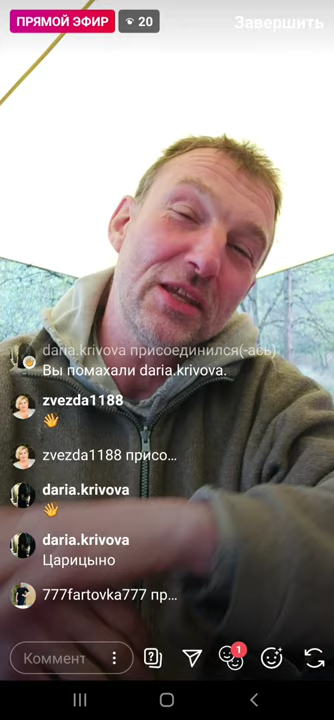 ПРЯМОЙ ЭФИР
20
Завершить
daria.krivova присоединился(-ась)
Вы помахали daria.krivova.
zvezda1188
👋
zvezda1188 присо...
daria.krivova
👋
daria.krivova
Царицыно
777fartovka777 пр...
Коммент
1